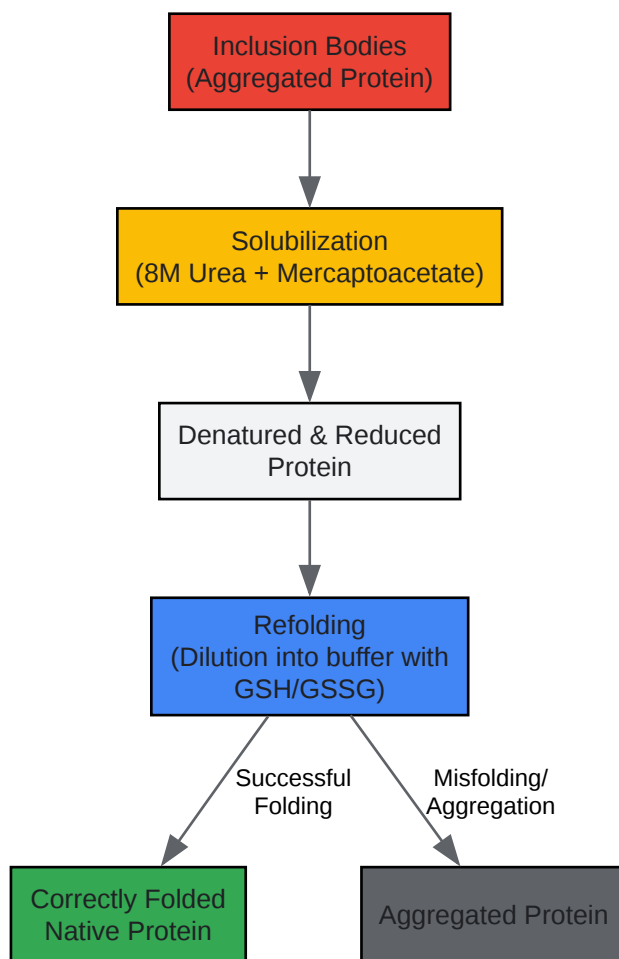 Inclusion Bodies
(Aggregated Protein)
Solubilization
(8M Urea + Mercaptoacetate)
Denatured & Reduced
Protein
Refolding
(Dilution into buffer with
GSH/GSSG)
Successful
Folding
Misfolding/
Aggregation
Correctly Folded
Native Protein
Aggregated Protein